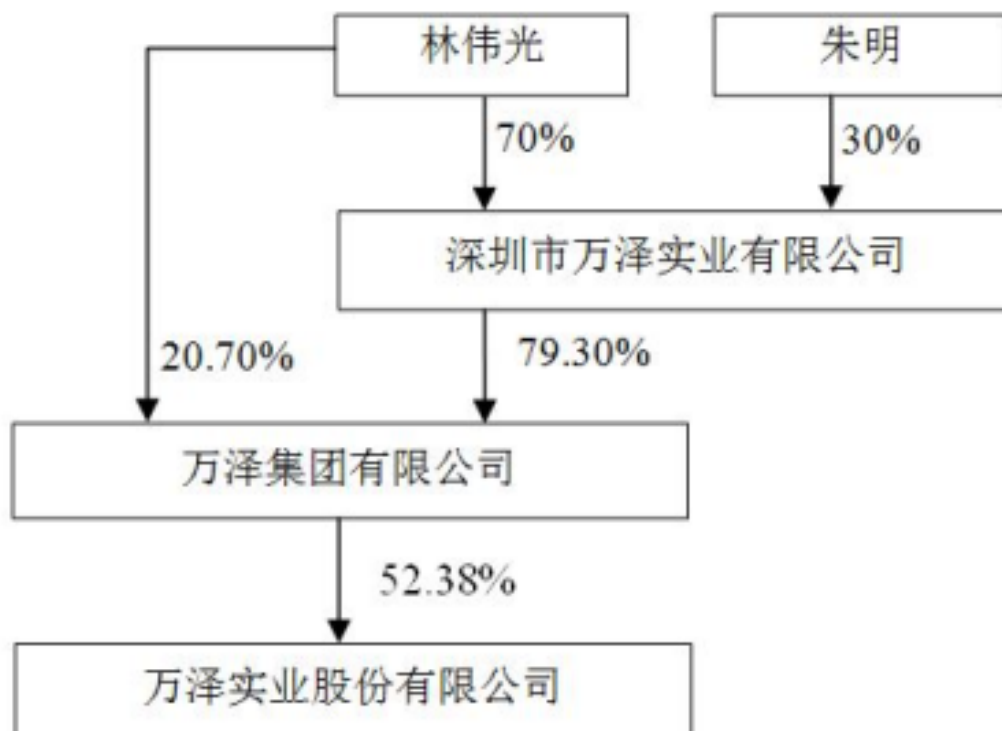 林伟光
朱明
70%
30%
深圳市万泽实业有限公司
20.70%
79.30%
万泽集团有限公司
52.38%
万泽实业股份有限公司